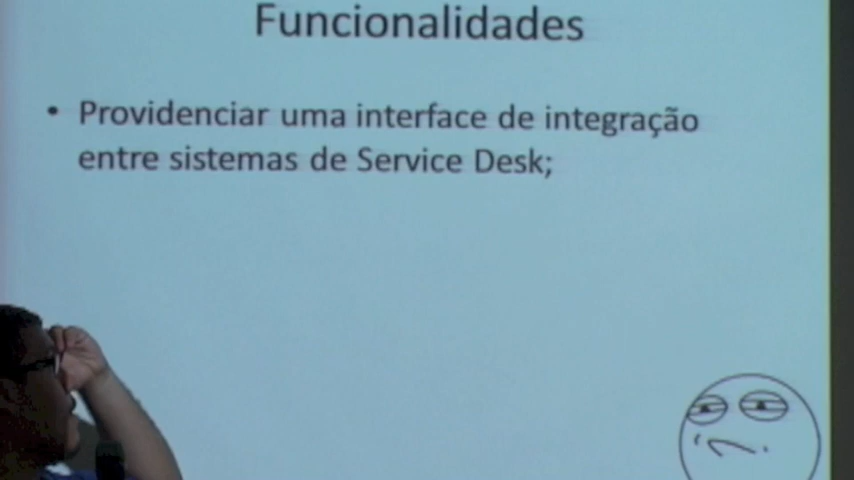 Funcionalidades
• Providenciar uma interface de integração
entre sistemas de Service Desk;